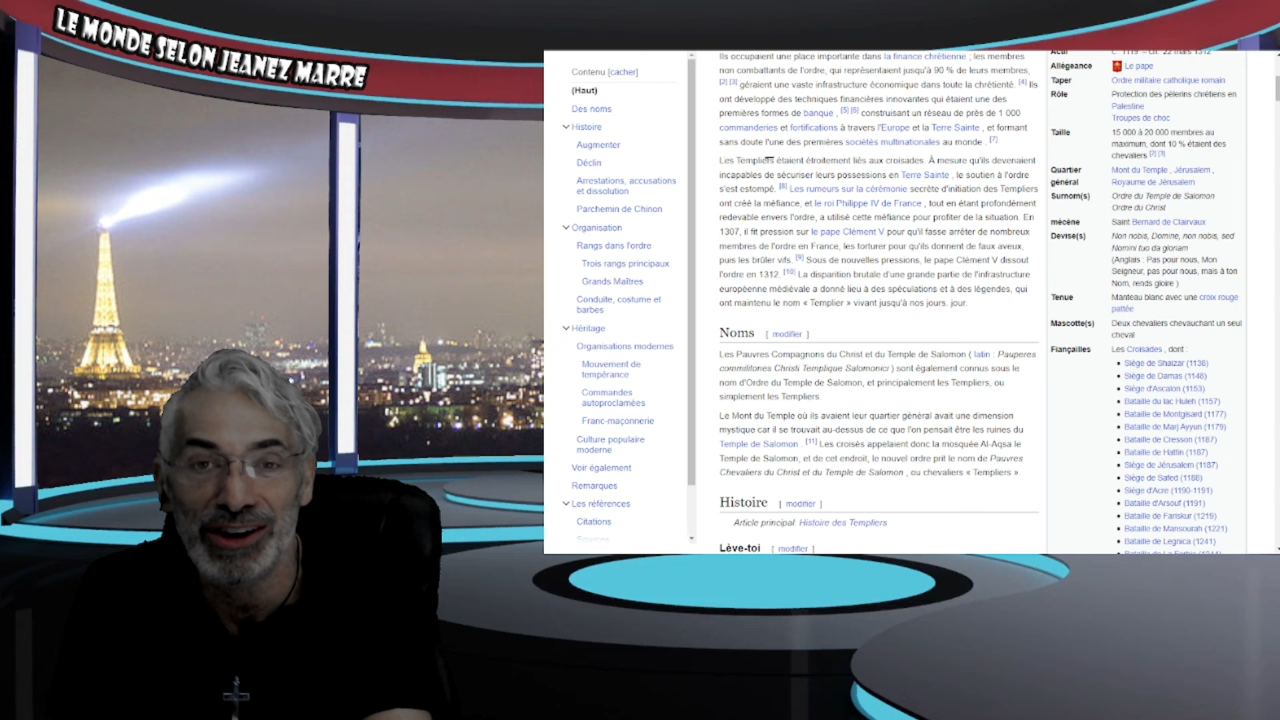 LE MONDE SELON JEANEZ MARRE
Contenu [cacher]
(Haut)
Des noms
Histoire
Augmenter
Déclin
Arrestations, accusations
et dissolution
Parchemin de Chinon
Organisation
Rangs dans l'ordre
Trois rangs principaux
Grands Maîtres
Conduite, costume et
barbes
Héritage
Organisations modernes
Mouvement de
tempérance
Commandes
autoproclamées
Franc-maçonnerie
Culture populaire
moderne
Voir également
Remarques
Les références
Citations
Ils occupaient une place importante dans la finance chrétienne ; les membres
non combattants de l'ordre, qui représentaient jusqu'à 90 % de leurs membres,
[2] [3] géraient une vaste infrastructure économique dans toute la chrétienté. [4] Ils
ont développé des techniques financières innovantes qui étaient une des
premières formes de banque , [5] [6] construisant un réseau de près de 1 000
commanderies et fortifications à travers l'Europe et la Terre Sainte , et formant
sans doute l'une des premières sociétés multinationales au monde . [7]
Les Templiers étaient étroitement liés aux croisades. À mesure qu'ils devenaient
incapables de sécuriser leurs possessions en Terre Sainte , le soutien à l'ordre
s'est estompé. [8] Les rumeurs sur la cérémonie secrète d'initiation des Templiers
ont créé la méfiance, et le roi Philippe IV de France , tout en étant profondément
redevable envers l'ordre, a utilisé cette méfiance pour profiter de la situation. En
1307, il fit pression sur le pape Clément V pour qu'il fasse arrêter de nombreux
membres de l'ordre en France, les torturer pour qu'ils donnent de faux aveux,
puis les brûler vifs. [9] Sous de nouvelles pressions, le pape Clément V dissout
l'ordre en 1312. [10] La disparition brutale d'une grande partie de l'infrastructure
européenne médiévale a donné lieu à des spéculations et à des légendes, qui
ont maintenu le nom « Templier » vivant jusqu'à nos jours. jour.
Noms [ modifier ]
Les Pauvres Compagnons du Christ et du Temple de Salomon ( latin : Pauperes
commilitones Christi Templique Salomonici ) sont également connus sous le
nom d'Ordre du Temple de Salomon, et principalement les Templiers, ou
simplement les Templiers.
Le Mont du Temple où ils avaient leur quartier général avait une dimension
mystique car il se trouvait au-dessus de ce que l'on pensait être les ruines du
Temple de Salomon . [11] Les croisés appelaient donc la mosquée Al-Aqsa le
Temple de Salomon, et de cet endroit, le nouvel ordre prit le nom de Pauvres
Chevaliers du Christ et du Temple de Salomon , ou chevaliers « Templiers ».
Histoire [ modifier ]
Article principal: Histoire des Templiers
Lève-toi [ modifier ]
Actif c. 1119 – ch. 22 mars 1312
Allégeance Le pape
Taper Ordre militaire catholique romain
Rôle Protection des pèlerins chrétiens en
Palestine
Troupes de choc
Taille 15 000 à 20 000 membres au
maximum, dont 10 % étaient des
chevaliers [2] [3]
Quartier Mont du Temple , Jérusalem ,
général Royaume de Jérusalem
Surnom(s) Ordre du Temple de Salomon
Ordre du Christ
mécène Saint Bernard de Clairvaux
Devise(s) Non nobis, Domine, non nobis, sed
Nomini tuo da gloriam
(Anglais : Pas pour nous, Mon
Seigneur, pas pour nous, mais à ton
Nom, rends gloire )
Tenue Manteau blanc avec une croix rouge
pattée
Mascotte(s) Deux chevaliers chevauchant un seul
cheval
Fiançailles Les Croisades , dont :
Siège de Shaizar (1138)
Siège de Damas (1148)
Siège d'Ascalon (1153)
Bataille du lac Huleh (1157)
Bataille de Montgisard (1177)
Bataille de Marj Ayyun (1179)
Bataille de Cresson (1187)
Bataille de Hattin (1187)
Siège de Jérusalem (1187)
Siège de Safed (1188)
Siège d'Acre (1190-1191)
Bataille d'Arsouf (1191)
Bataille de Fariskur (1219)
Bataille de Mansourah (1221)
Bataille de Legnica (1241)